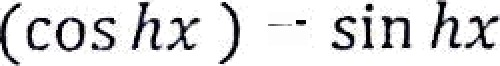 (cos hx ) − sin hx